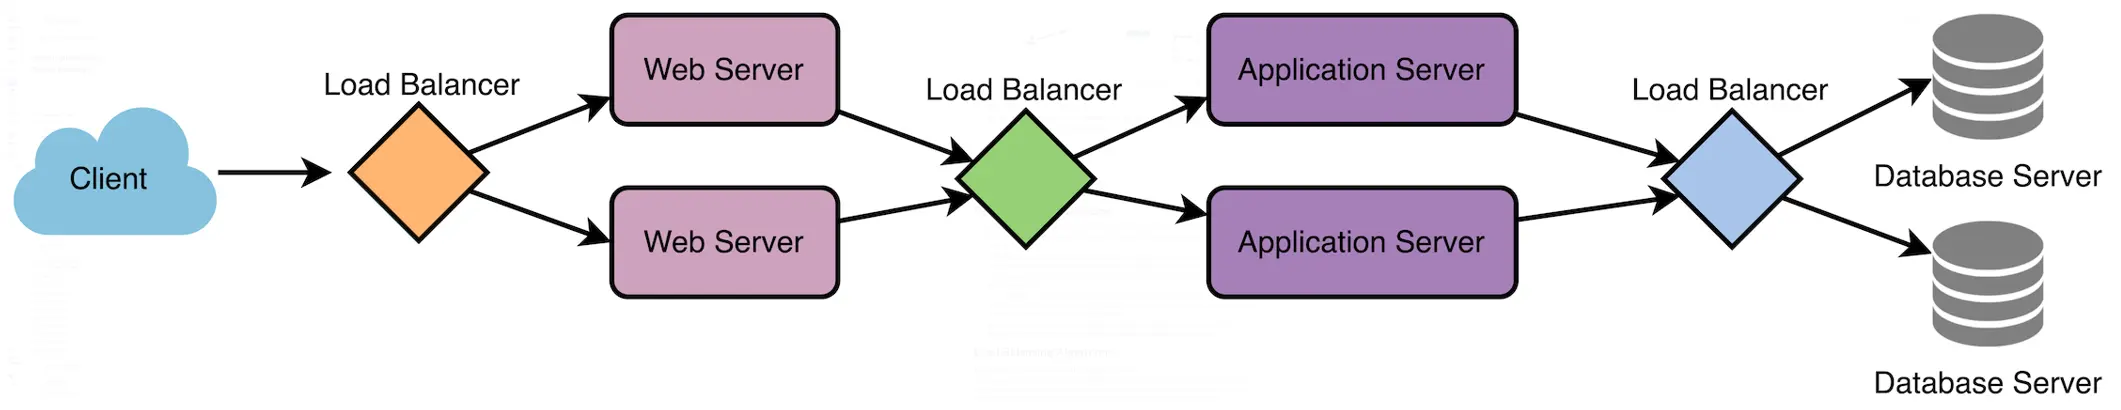 Client
Load Balancer
Web Server
Web Server
Load Balancer
Application Server
Application Server
Load Balancer
Database Server
Database Server